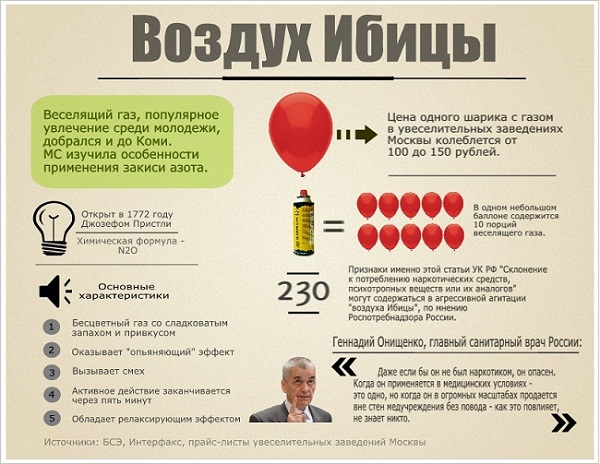 Воздух Ибицы
Веселящий газ, популярное
увлечение среди молодежи,
добрался и до Коми.
МС изучила особенности
применения закиси азота.
Цена одного шарика с газом
в увеселительных заведениях
Москвы колеблется от
100 до 150 рублей.
Открыт в 1772 году
Джозефом Пристли
Химическая формула -
N2O
=
В одном небольшом
баллоне содержится
10 порций
веселящего газа.
Основные
характеристики
1 Бесцветный газ со сладковатым
запахом и привкусом
2 Оказывает "опьяняющий" эффект
3 Вызывает смех
4 Активное действие заканчивается
через пять минут
5 Обладает релаксирующим эффектом
230
Признаки именно этой статьи УК РФ "Склонение
к потреблению наркотических средств,
психотропных веществ или их аналогов"
могут содержаться в агрессивной агитации
"воздуха Ибицы", по мнению
Роспотребнадзора России.
Геннадий Онищенко, главный санитарный врач России:
«
Даже если бы он не был наркотиком, он опасен.
Когда он применяется в медицинских условиях -
это одно, но когда он в огромных масштабах продается
вне стен медучреждения без повода - как это повлияет,
не знает никто.
»
Источники: БСЭ, Интерфакс, прайс-листы увеселительных заведений Москвы